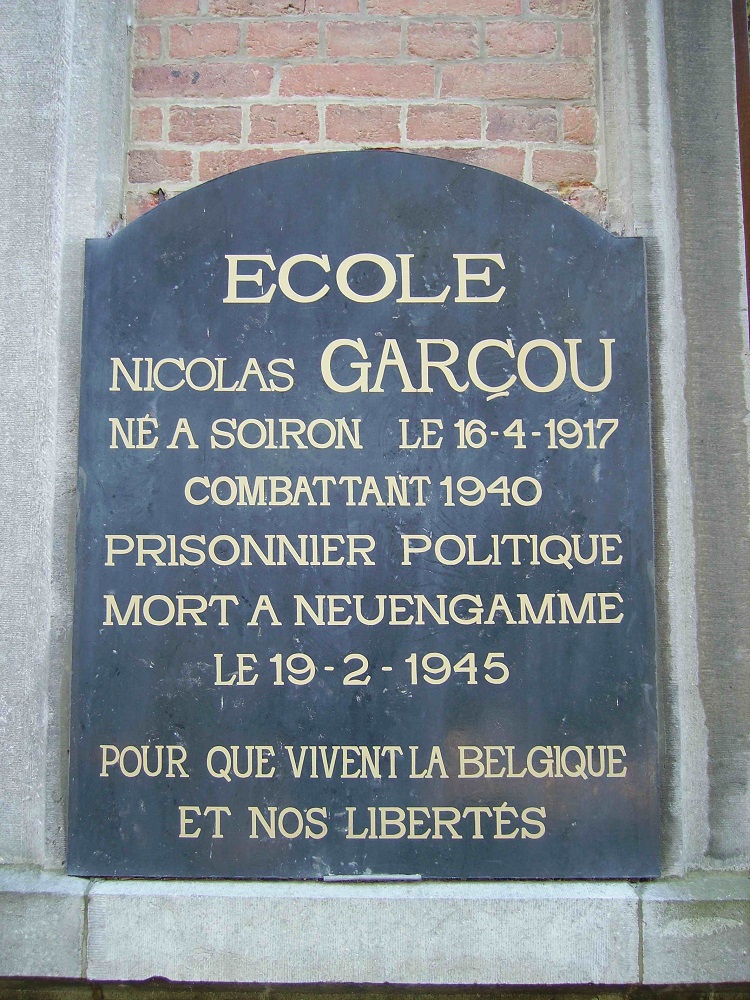 ECOLE
NICOLAS GARÇOU
NÉ A SOIRON LE 16-4-1917
COMBATTANT 1940
PRISONNIER POLITIQUE
MORT A NEUENGAMME
LE 19-2-1945
POUR QUE VIVENT LA BELGIQUE
ET NOS LIBERTÉS